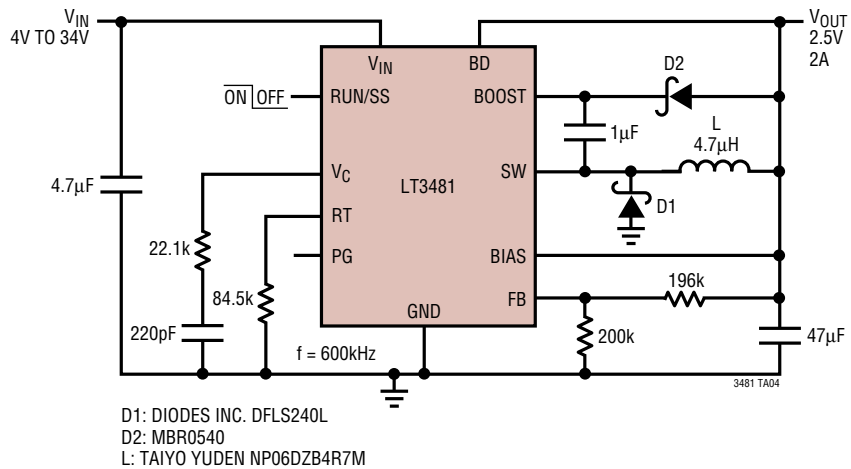 VIN
4V TO 34V
VOUT
2.5V
2A
VIN
BD
D2
ON OFF
RUN/SS
BOOST
1µF
L
4.7µH
4.7µF
VC
LT3481
SW
D1
RT
22.1k
PG
BIAS
84.5k
FB
196k
GND
220pF
f = 600kHz
200k
47µF
3481 TA04
D1: DIODES INC. DFLS240L
D2: MBR0540
L: TAIYO YUDEN NP06DZB4R7M